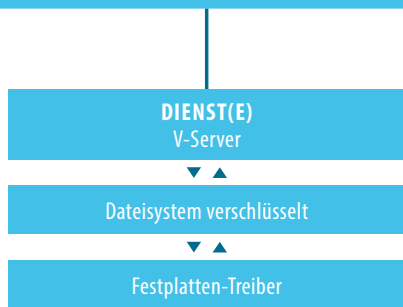 DIENST(E)
V-Server
Dateisystem verschlüsselt
Festplatten-Treiber